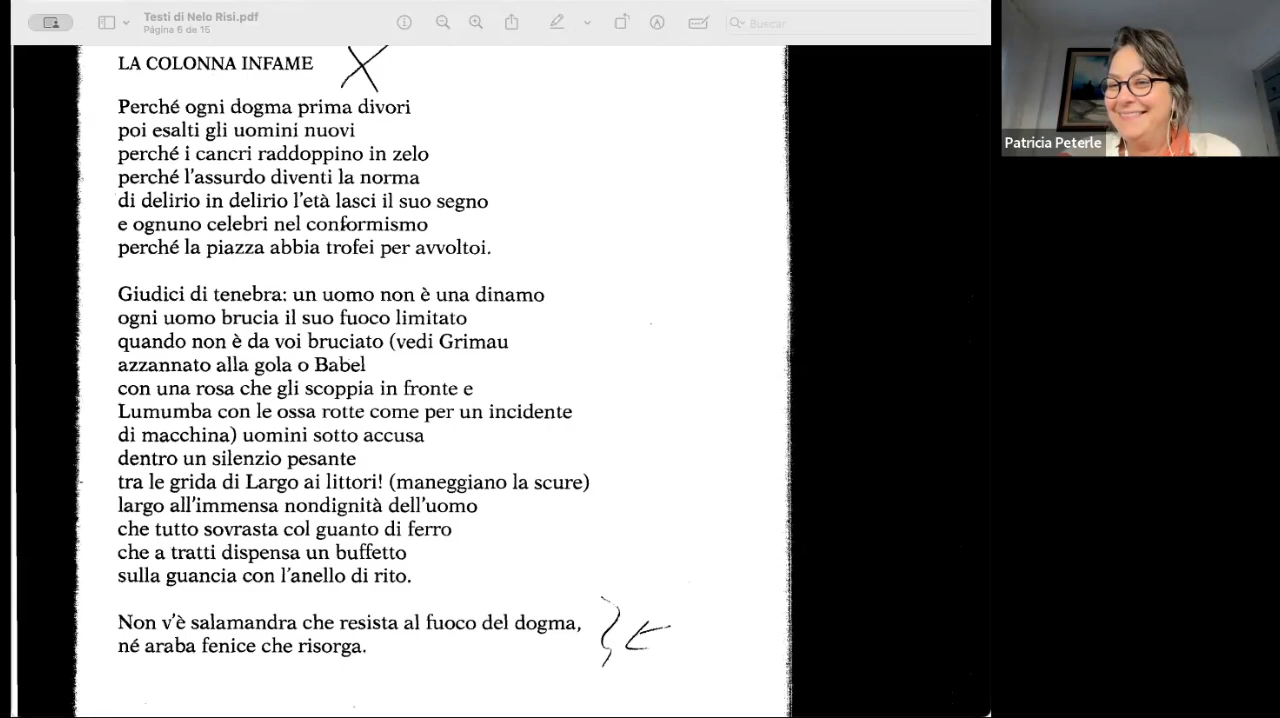 Testi di Nelo Risi.pdf
Página 6 de 15
Buscar
LA COLONNA INFAME
Perché ogni dogma prima divori
poi esalti gli uomini nuovi
perché i cancri raddoppino in zelo
perché l'assurdo diventi la norma
di delirio in delirio l'età lasci il suo segno
e ognuno celebri nel conformismo
perché la piazza abbia trofei per avvoltoi.
Giudici di tenebra: un uomo non è una dinamo
ogni uomo brucia il suo fuoco limitato
quando non è da voi bruciato (vedi Grimau
azzannato alla gola o Babel
con una rosa che gli scoppia in fronte e
Lumumba con le ossa rotte come per un incidente
di macchina) uomini sotto accusa
dentro un silenzio pesante
tra le grida di Largo ai littori! (maneggiano la scure)
largo all'immensa nondignità dell'uomo
che tutto sovrasta col guanto di ferro
che a tratti dispensa un buffetto
sulla guancia con l'anello di rito.
Non v'è salamandra che resista al fuoco del dogma,
né araba fenice che risorga.
Patricia Peterle